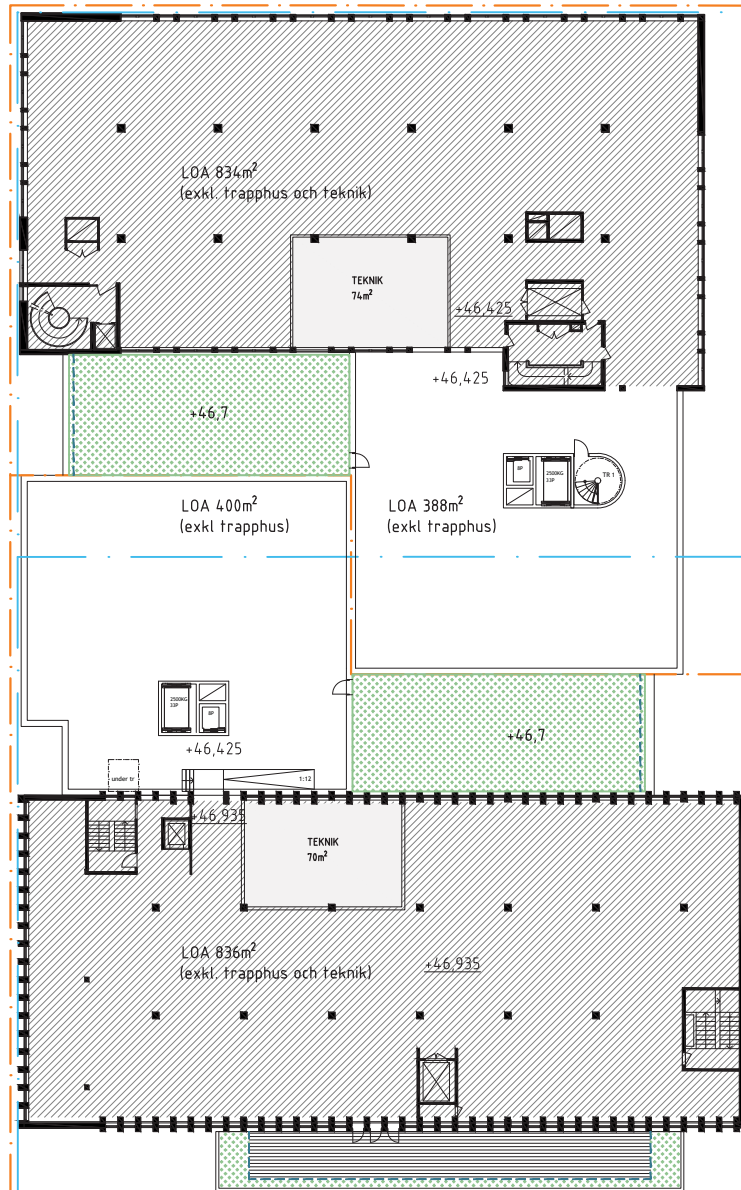 LOA 834m²
(exkl. trapphus och teknik)
TEKNIK
74m²
+46,425
+46,425
+46,7
8P
2500KG
33P
TR 1
LOA 400m²
(exkl trapphus)
LOA 388m²
(exkl trapphus)
2500KG
33P
8P
+46,7
+46,425
under tr
1:12
+46,935
TEKNIK
70m²
LOA 836m²
(exkl. trapphus och teknik)
+46,935